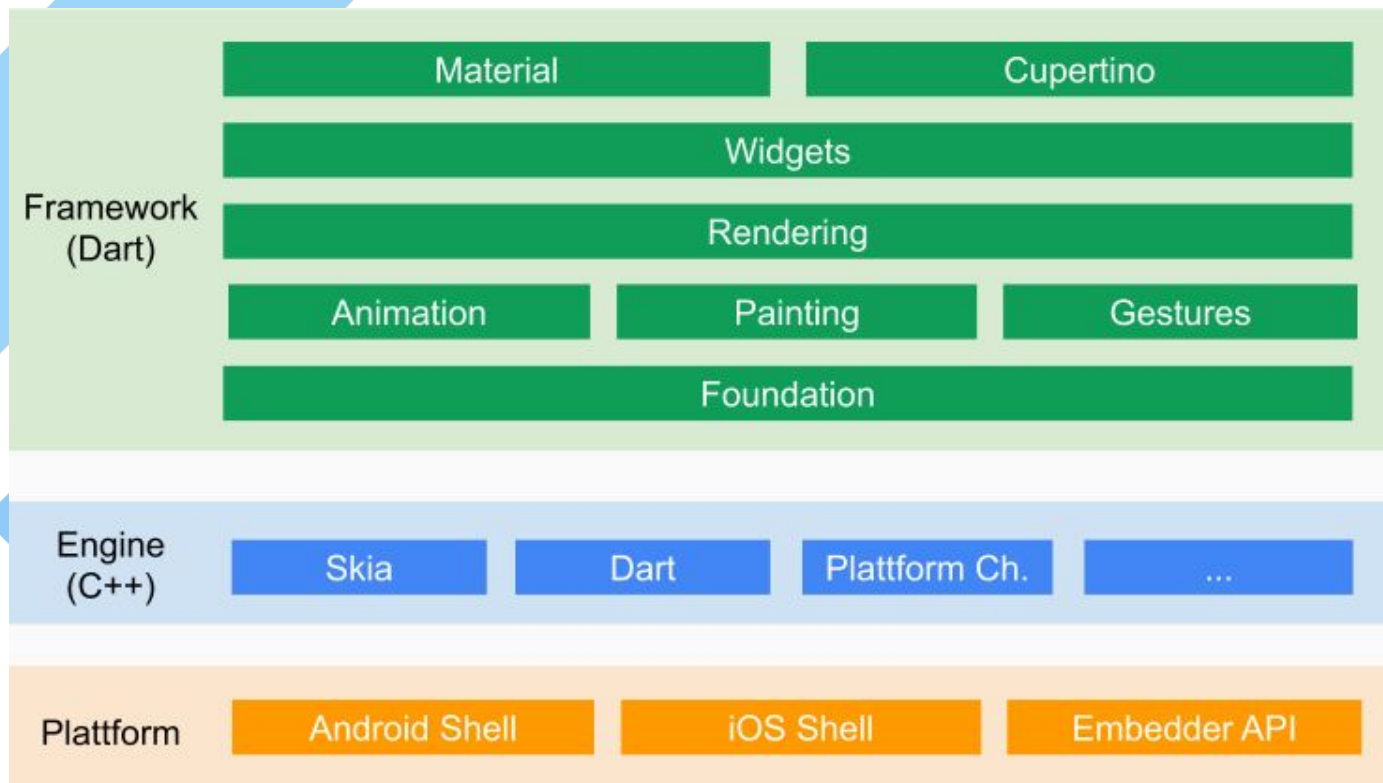 Material
Cupertino
Widgets
Framework
(Dart)
Rendering
Animation
Painting
Gestures
Foundation
Engine
(C++)
Skia
Dart
Plattform Ch.
...
Plattform
Android Shell
iOS Shell
Embedder API